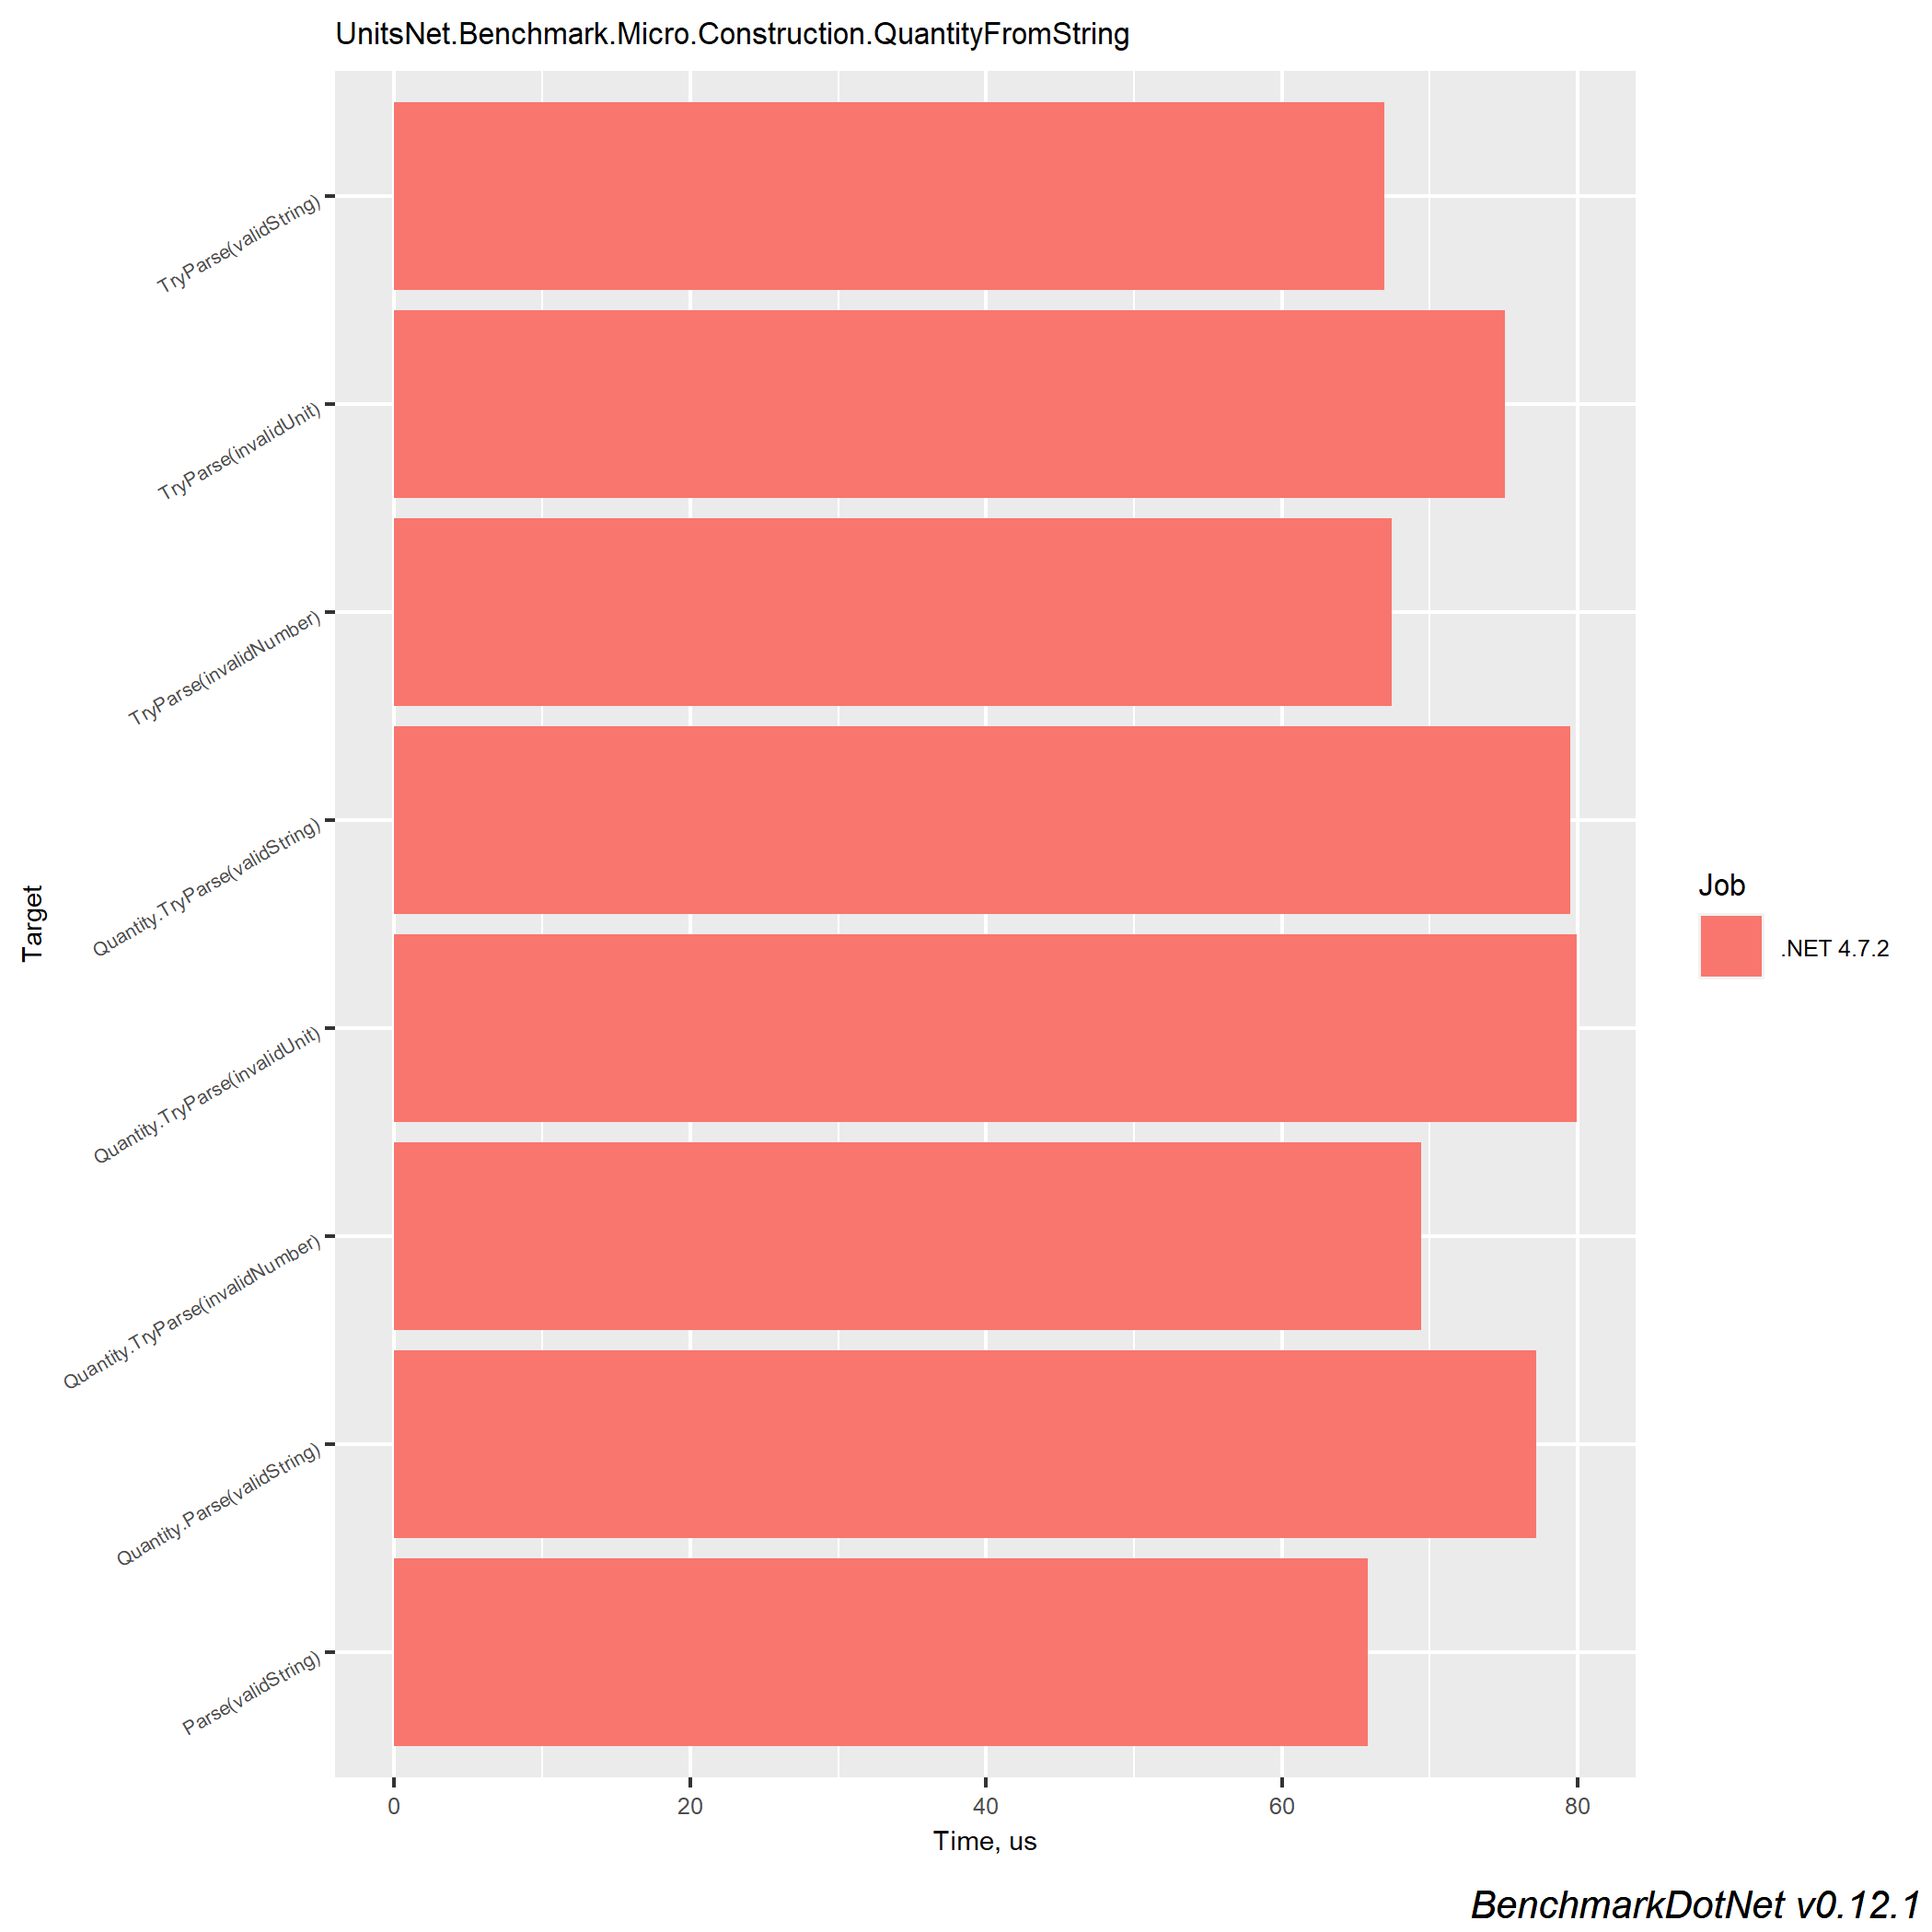 UnitsNet.Benchmark.Micro.Construction.QuantityFromString
TryParse(validString)
TryParse(invalidUnit)
TryParse(invalidNumber)
Quantity.TryParse(validString)
Quantity.TryParse(invalidUnit)
Quantity.TryParse(invalidNumber)
Quantity.Parse(validString)
Parse(validString)
Target
0 20 40 60 80
Time, us
Job
.NET 4.7.2
BenchmarkDotNet v0.12.1